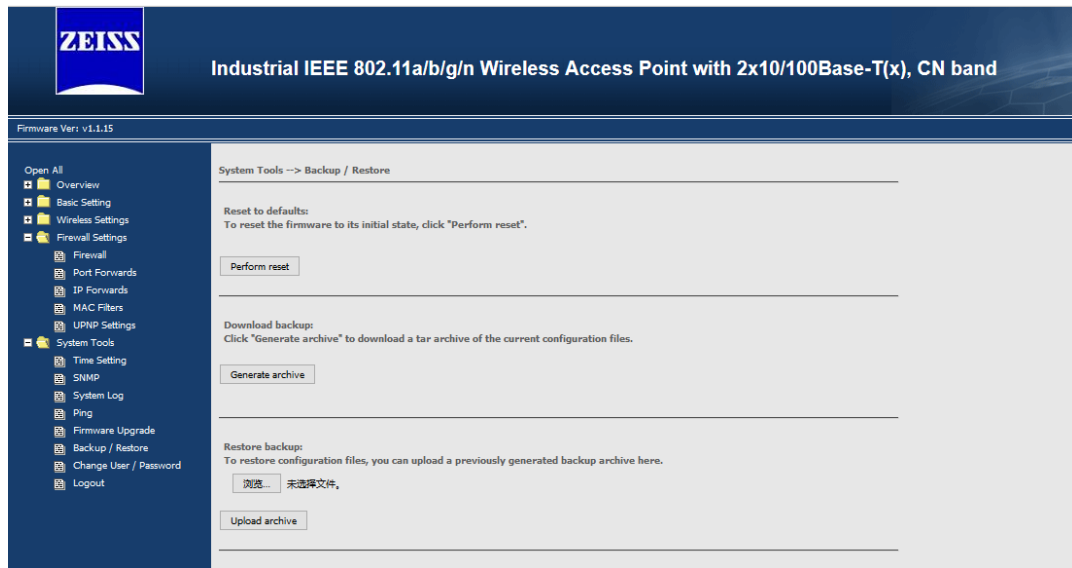 ZEISS
Industrial IEEE 802.11a/b/g/n Wireless Access Point with 2x10/100Base-T(x), CN band
Firmware Ver: v1.1.15
Open All
Overview
Basic Setting
Wireless Settings
Firewall Settings
Firewall
Port Forwards
IP Forwards
MAC Filters
UPNP Settings
System Tools
Time Setting
SNMP
System Log
Ping
Firmware Upgrade
Backup / Restore
Change User / Password
Logout
System Tools --> Backup / Restore
Reset to defaults:
To reset the firmware to its initial state, click "Perform reset".
Perform reset
Download backup:
Click "Generate archive" to download a tar archive of the current configuration files.
Generate archive
Restore backup:
To restore configuration files, you can upload a previously generated backup archive here.
浏览... 未选择文件。
Upload archive